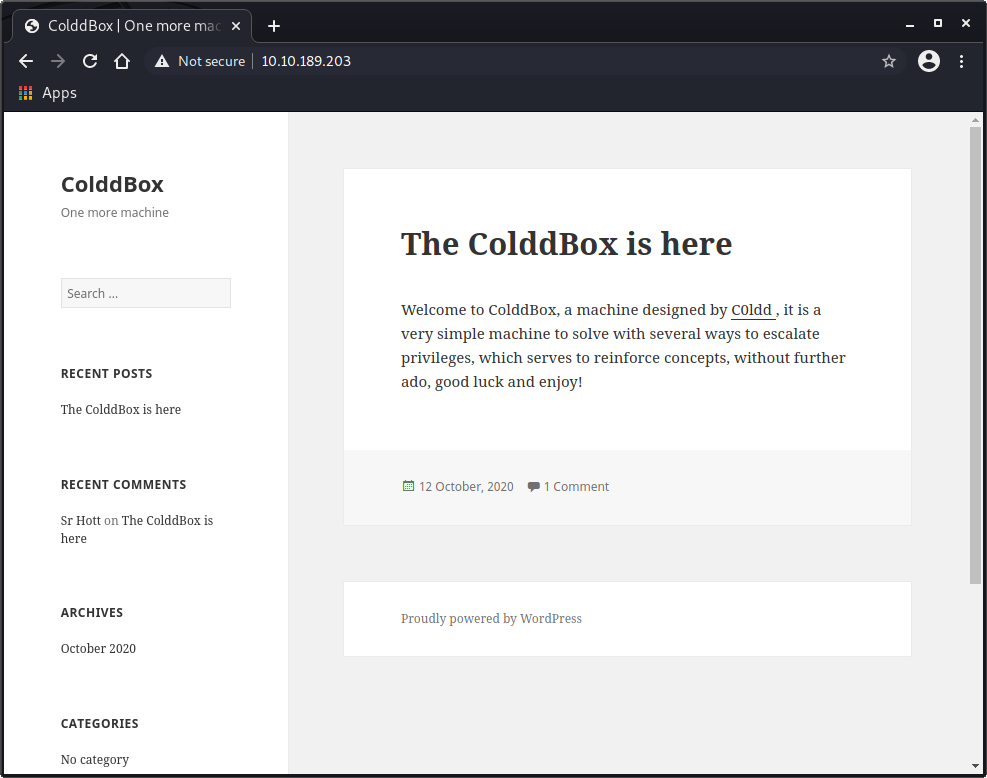 ColddBox | One more mac
Not secure
10.10.189.203
Apps
ColddBox
One more machine
Search ...
RECENT POSTS
The ColddBox is here
RECENT COMMENTS
Sr Hott on The ColddBox is
here
ARCHIVES
October 2020
CATEGORIES
No category
The ColddBox is here
Welcome to ColddBox, a machine designed by C0ldd , it is a
very simple machine to solve with several ways to escalate
privileges, which serves to reinforce concepts, without further
ado, good luck and enjoy!
12 October, 2020 1 Comment
Proudly powered by WordPress